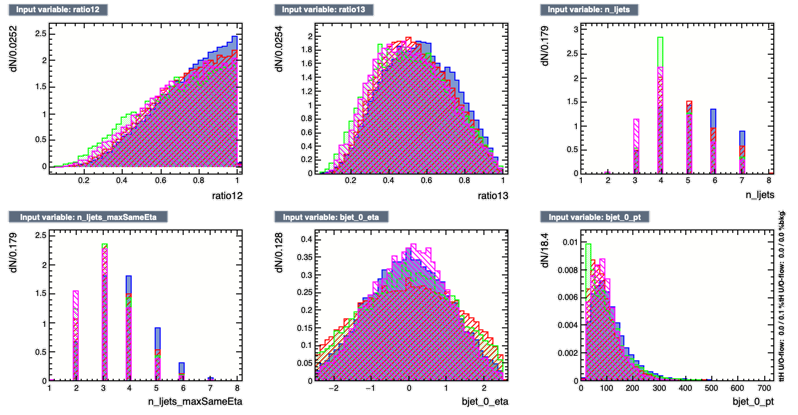 Input variable: ratio12
dN/0.0252
2.5
2
1.5
1
0.5
0
0.2 0.4 0.6 0.8 1
ratio12
Input variable: ratio13
dN/0.0254
2.2
2
1.8
1.6
1.4
1.2
1
0.8
0.6
0.4
0.2
0
0.2 0.4 0.6 0.8 1
ratio13
Input variable: n_ljets
dN/0.179
3
2.5
2
1.5
1
0.5
0
1 2 3 4 5 6 7 8
n_ljets
Input variable: n_ljets_maxSameEta
dN/0.179
2.5
2
1.5
1
0.5
0
1 2 3 4 5 6 7 8
n_ljets_maxSameEta
Input variable: bjet_0_eta
dN/0.128
0.4
0.35
0.3
0.25
0.2
0.15
0.1
0.05
0
−2 −1 0 1 2
bjet_0_eta
Input variable: bjet_0_pt
dN/18.4
0.01
0.008
0.006
0.004
0.002
0
0 100 200 300 400 500 600 700
bjet_0_pt
ttH U/O-flow: 0.0 / 0.1 %tH U/O-flow: 0.0 / 0.0 %bkg